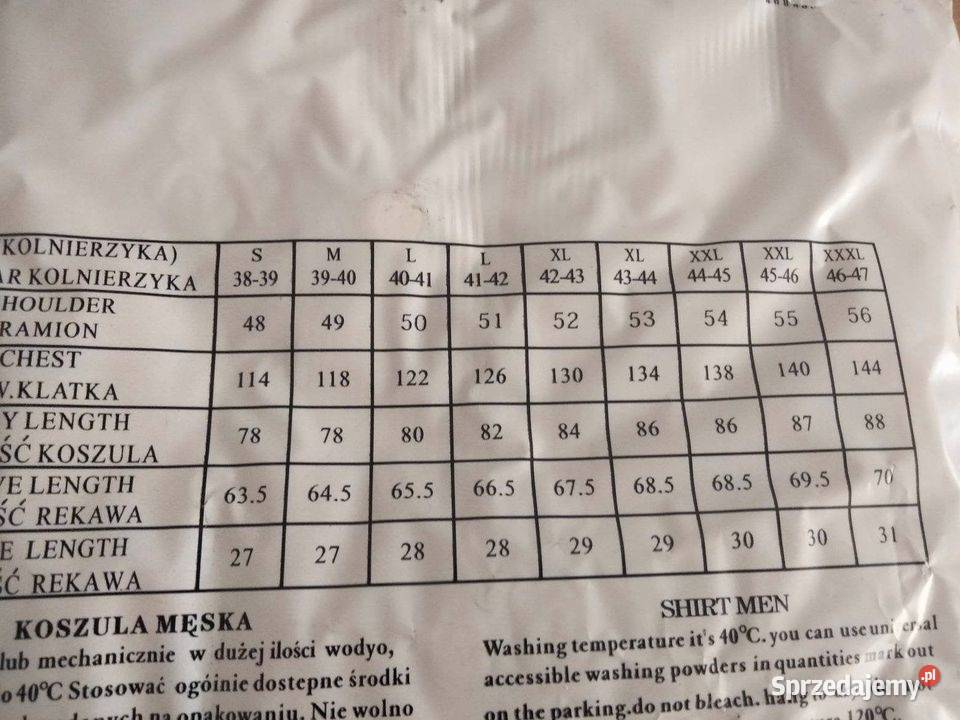 KOLNIERZYKA) S M L L XL XL XXL XXL XXXL
AR KOLNIERZYKA 38-39 39-40 40-41 41-42 42-43 43-44 44-45 45-46 46-47
HOULDER
RAMION 48 49 50 51 52 53 54 55 56
CHEST
W.KLATKA 114 118 122 126 130 134 138 140 144
Y LENGTH
ŚĆ KOSZULA 78 78 80 82 84 86 86 87 88
VE LENGTH
ŚĆ REKAWA 63.5 64.5 65.5 66.5 67.5 68.5 68.5 69.5 70
E LENGTH
ŚĆ REKAWA 27 27 28 28 29 29 30 30 31
KOSZULA MĘSKA
lub mechanicznie w dużej ilości wodyo,
o 40°C Stosować ogóinie dostepne środki
na opakowaniu. Nie wolno
SHIRT MEN
Washing temperature it's 40°C. you can use
accessible washing powders in quantities mark out
on the parking.do not bleach. hang to
120°C.
Sprzedajemy.pl